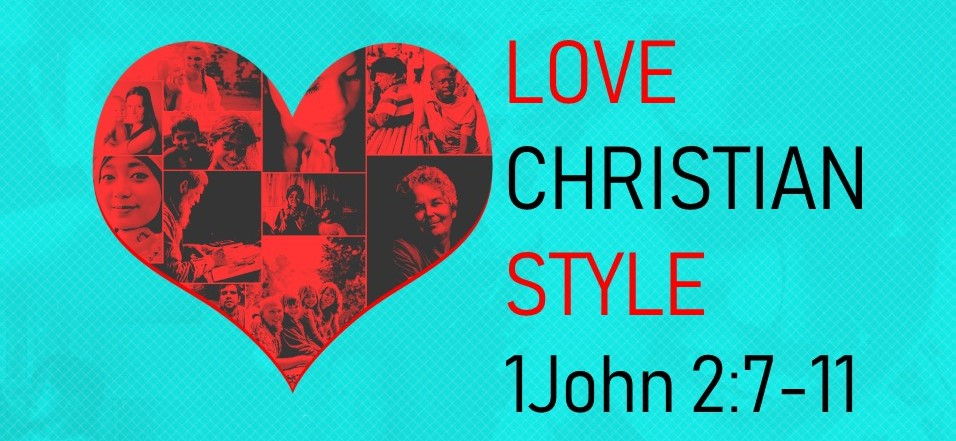 LOVE
CHRISTIAN
STYLE
1John 2:7-11